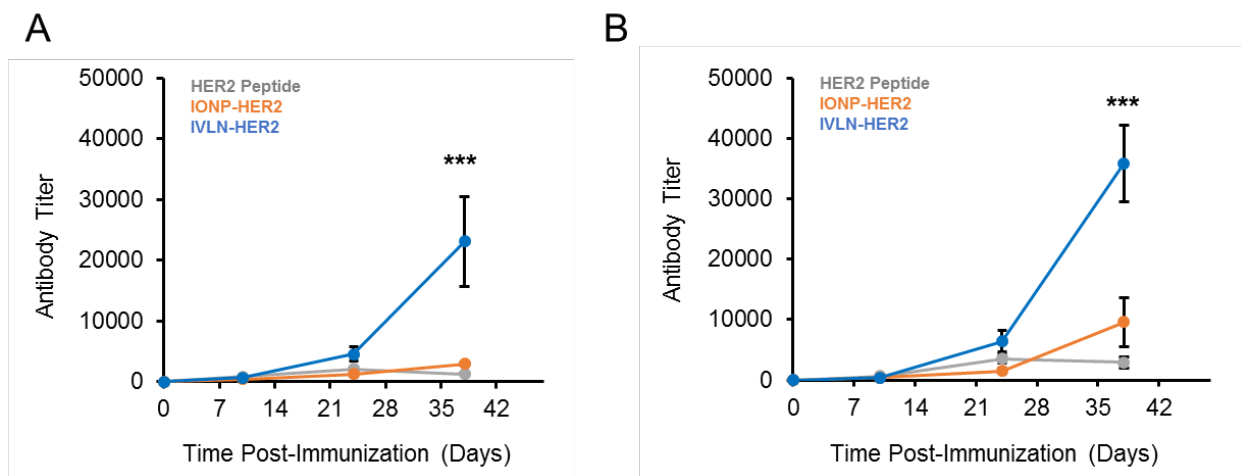 A
50000
40000
30000
20000
10000
0
Antibody Titer
HER2 Peptide
IONP-HER2
IVLN-HER2
***
0 7 14 21 28 35 42
Time Post-Immunization (Days)
B
50000
40000
30000
20000
10000
0
Antibody Titer
HER2 Peptide
IONP-HER2
IVLN-HER2
***
0 7 14 21 28 35 42
Time Post-Immunization (Days)